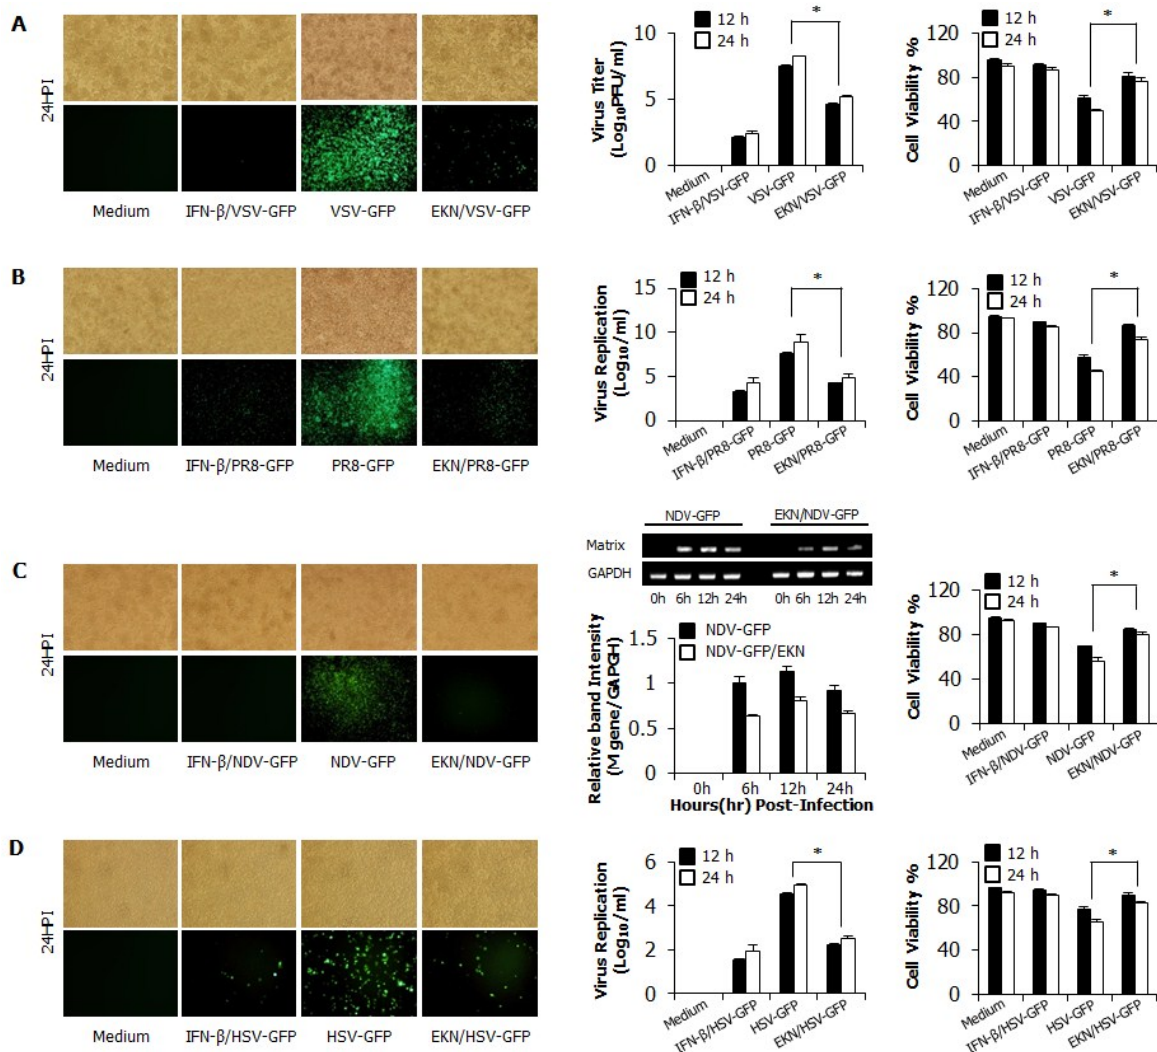 A
24HPI
Medium
IFN-β/VSV-GFP
VSV-GFP
EKN/VSV-GFP
Virus Titer
(Log10PFU/ml)
10
5
0
12 h
24 h
*
Medium
IFN-β/VSV-GFP
VSV-GFP
EKN/VSV-GFP
Cell Viability %
120
80
40
0
12 h
24 h
*
Medium
IFN-β/VSV-GFP
VSV-GFP
EKN/VSV-GFP
B
24HPI
Medium
IFN-β/PR8-GFP
PR8-GFP
EKN/PR8-GFP
Virus Replication
(Log10/ml)
15
10
5
0
12 h
24 h
*
Medium
IFN-β/PR8-GFP
PR8-GFP
EKN/PR8-GFP
Cell Viability %
120
80
40
0
12 h
24 h
*
Medium
IFN-β/PR8-GFP
PR8-GFP
EKN/PR8-GFP
C
24HPI
Medium
IFN-β/NDV-GFP
NDV-GFP
EKN/NDV-GFP
NDV-GFP
EKN/NDV-GFP
Matrix
GAPDH
0h 6h 12h 24h
0h 6h 12h 24h
Relative band Intensity
(M gene/GAPGH)
1.5
1
0.5
0
NDV-GFP
NDV-GFP/EKN
0h 6h 12h 24h
Hours(hr) Post-Infection
Cell Viability %
120
80
40
0
12 h
24 h
*
Medium
IFN-β/NDV-GFP
NDV-GFP
EKN/NDV-GFP
D
24HPI
Medium
IFN-β/HSV-GFP
HSV-GFP
EKN/HSV-GFP
Virus Replication
(Log10/ml)
6
4
2
0
12 h
24 h
*
Medium
IFN-β/HSV-GFP
HSV-GFP
EKN/HSV-GFP
Cell Viability %
120
80
40
0
12 h
24 h
*
Medium
IFN-β/HSV-GFP
HSV-GFP
EKN/HSV-GFP